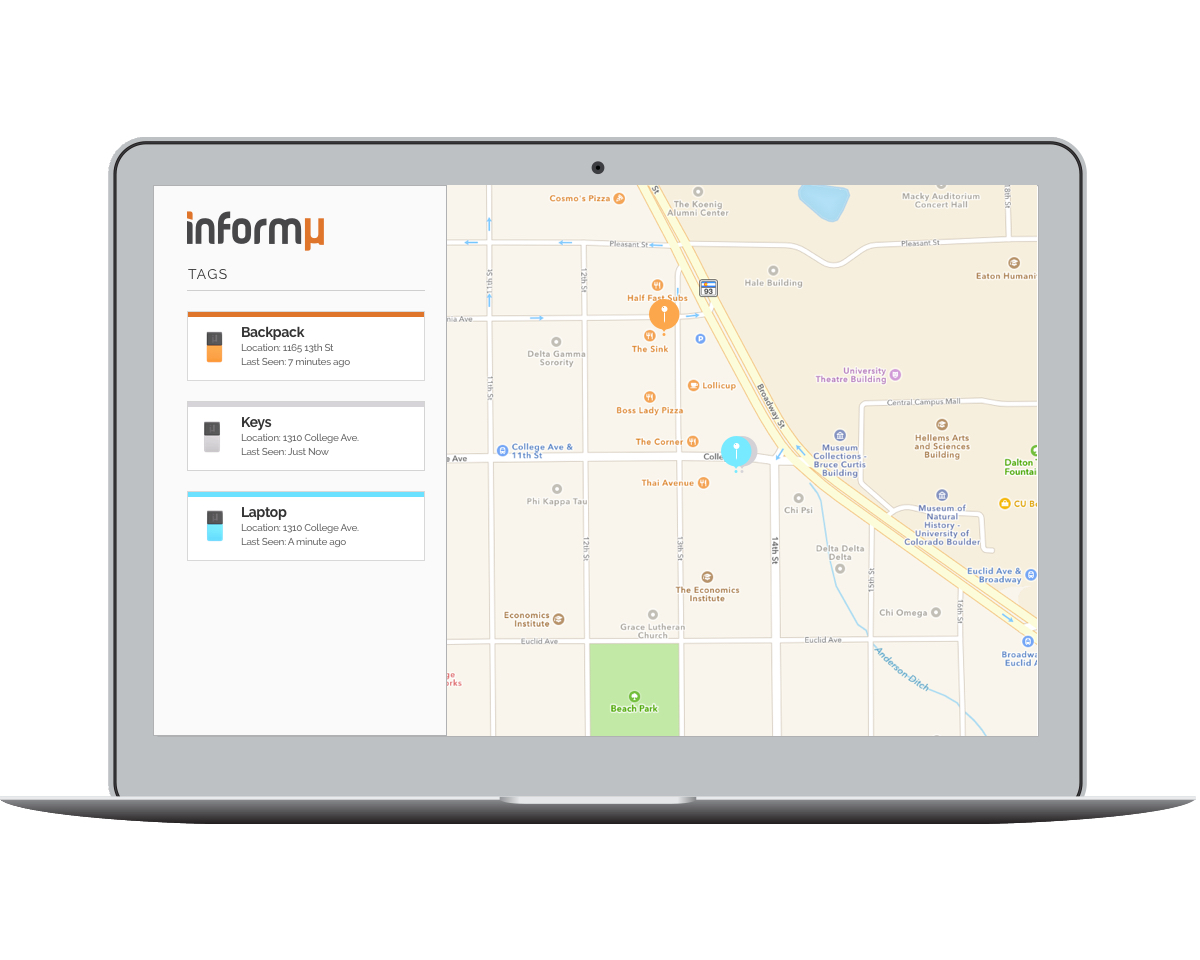 informµ
TAGS
Backpack
Location: 1165 13th St
Last Seen: 7 minutes ago
Keys
Location: 1310 College Ave.
Last Seen: Just Now
Laptop
Location: 1310 College Ave.
Last Seen: A minute ago
St
Cosmo's Pizza
The Koenig
Alumni Center
Macky Auditorium
Concert Hall
18th St
Pleasant St
Pleasant St
Eaton Humani
11th St
12th St
Hale Building
Half Fast Subs
93
nia Ave
The Sink
P
Delta Gamma
Sorority
University
Theatre Building
11th St
Lollicup
Boss Lady Pizza
Broadway St
Central Campus Mall
The Corner
College Ave &
11th St
e Ave
Colle
Museum
Collections -
Bruce Curtis
Building
Hellems Arts
and Sciences
Building
Dalton
Fountai
Thai Avenue
Phi Kappa Tau
Chi Psi
CU B
Museum of
Natural
History -
University of
Colorado Boulder
12th St
13th St
14th St
Delta Delta
Delta
15th St
Euclid Ave &
Broadway
The Economics
Institute
Economics
Institute
Grace Lutheran
Church
Chi Omega
16th St
Euclid Ave
Euclid Ave
Broadwa
Euclid A
Anderson Ditch
ge
orks
Beach Park